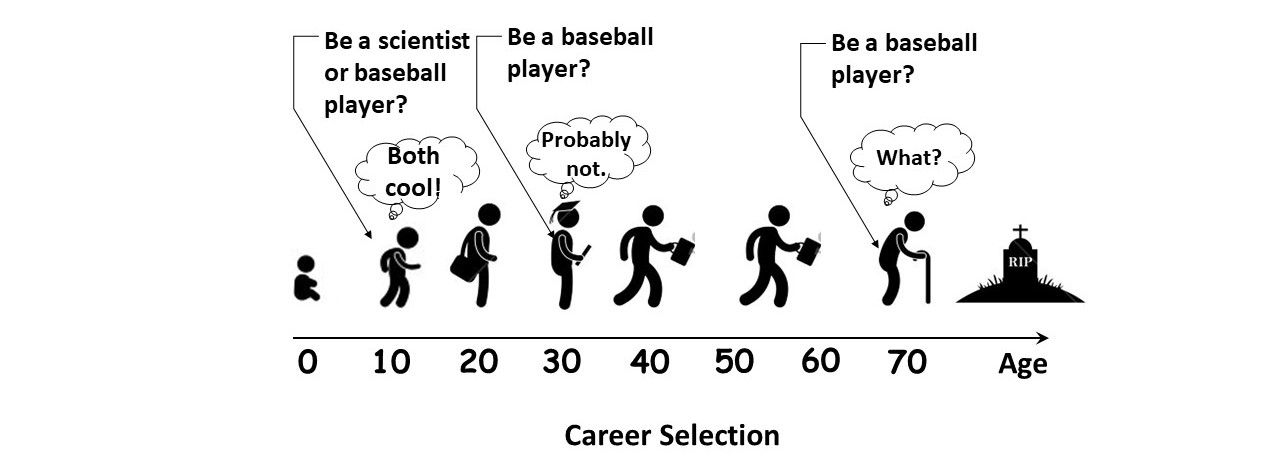 Be a scientist
or baseball
player?
Be a baseball
player?
Be a baseball
player?
Both
cool!
Probably
not.
What?
RIP
0 10 20 30 40 50 60 70 Age
Career Selection